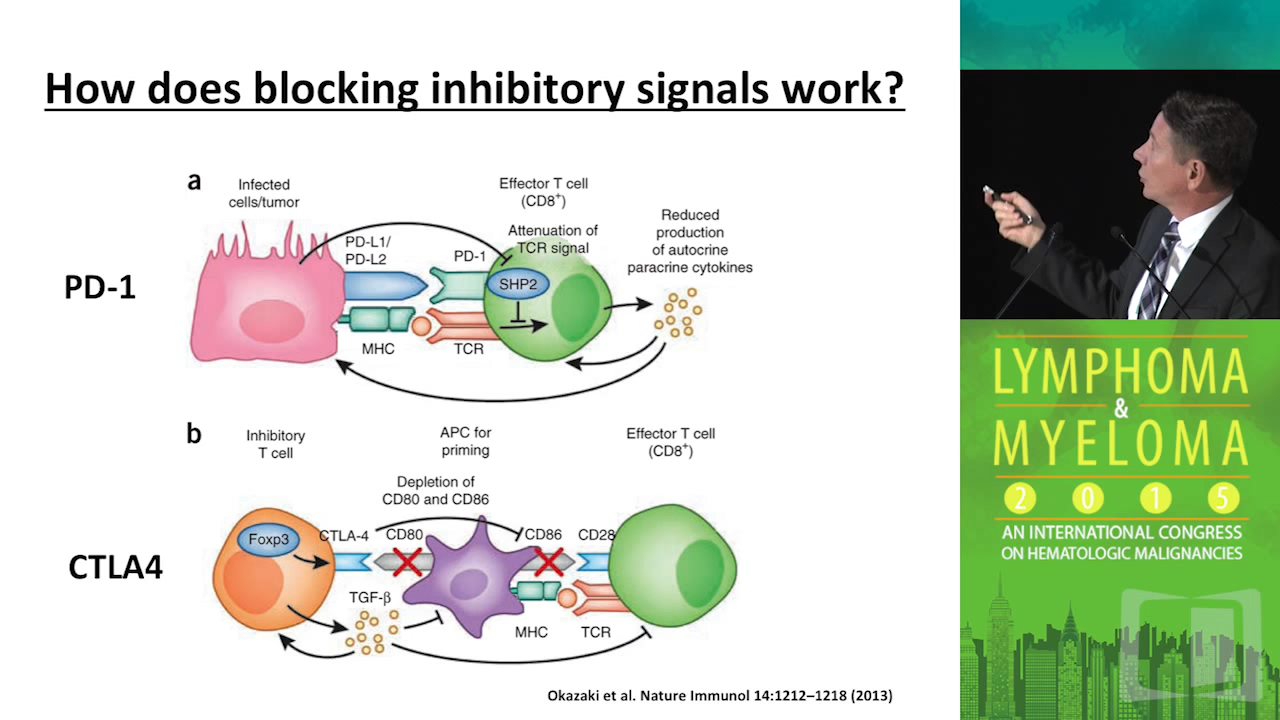 How does blocking inhibitory signals work?
PD-1
a
Infected
cells/tumor
Effector T cell
(CD8+)
Attenuation of
TCR signal
Reduced
production
of autocrine
paracrine cytokines
PD-L1/
PD-L2
PD-1
SHP2
MHC
TCR
CTLA4
b
Inhibitory
T cell
APC for
priming
Effector T cell
(CD8+)
Depletion of
CD80 and CD86
Foxp3
CTLA-4
CD80
CD86
CD28
TGF-β
MHC
TCR
Okazaki et al. Nature Immunol 14:1212–1218 (2013)
LYMPHOMA
&
MYELOMA
2 0 1 5
AN INTERNATIONAL CONGRESS
ON HEMATOLOGIC MALIGNANCIES